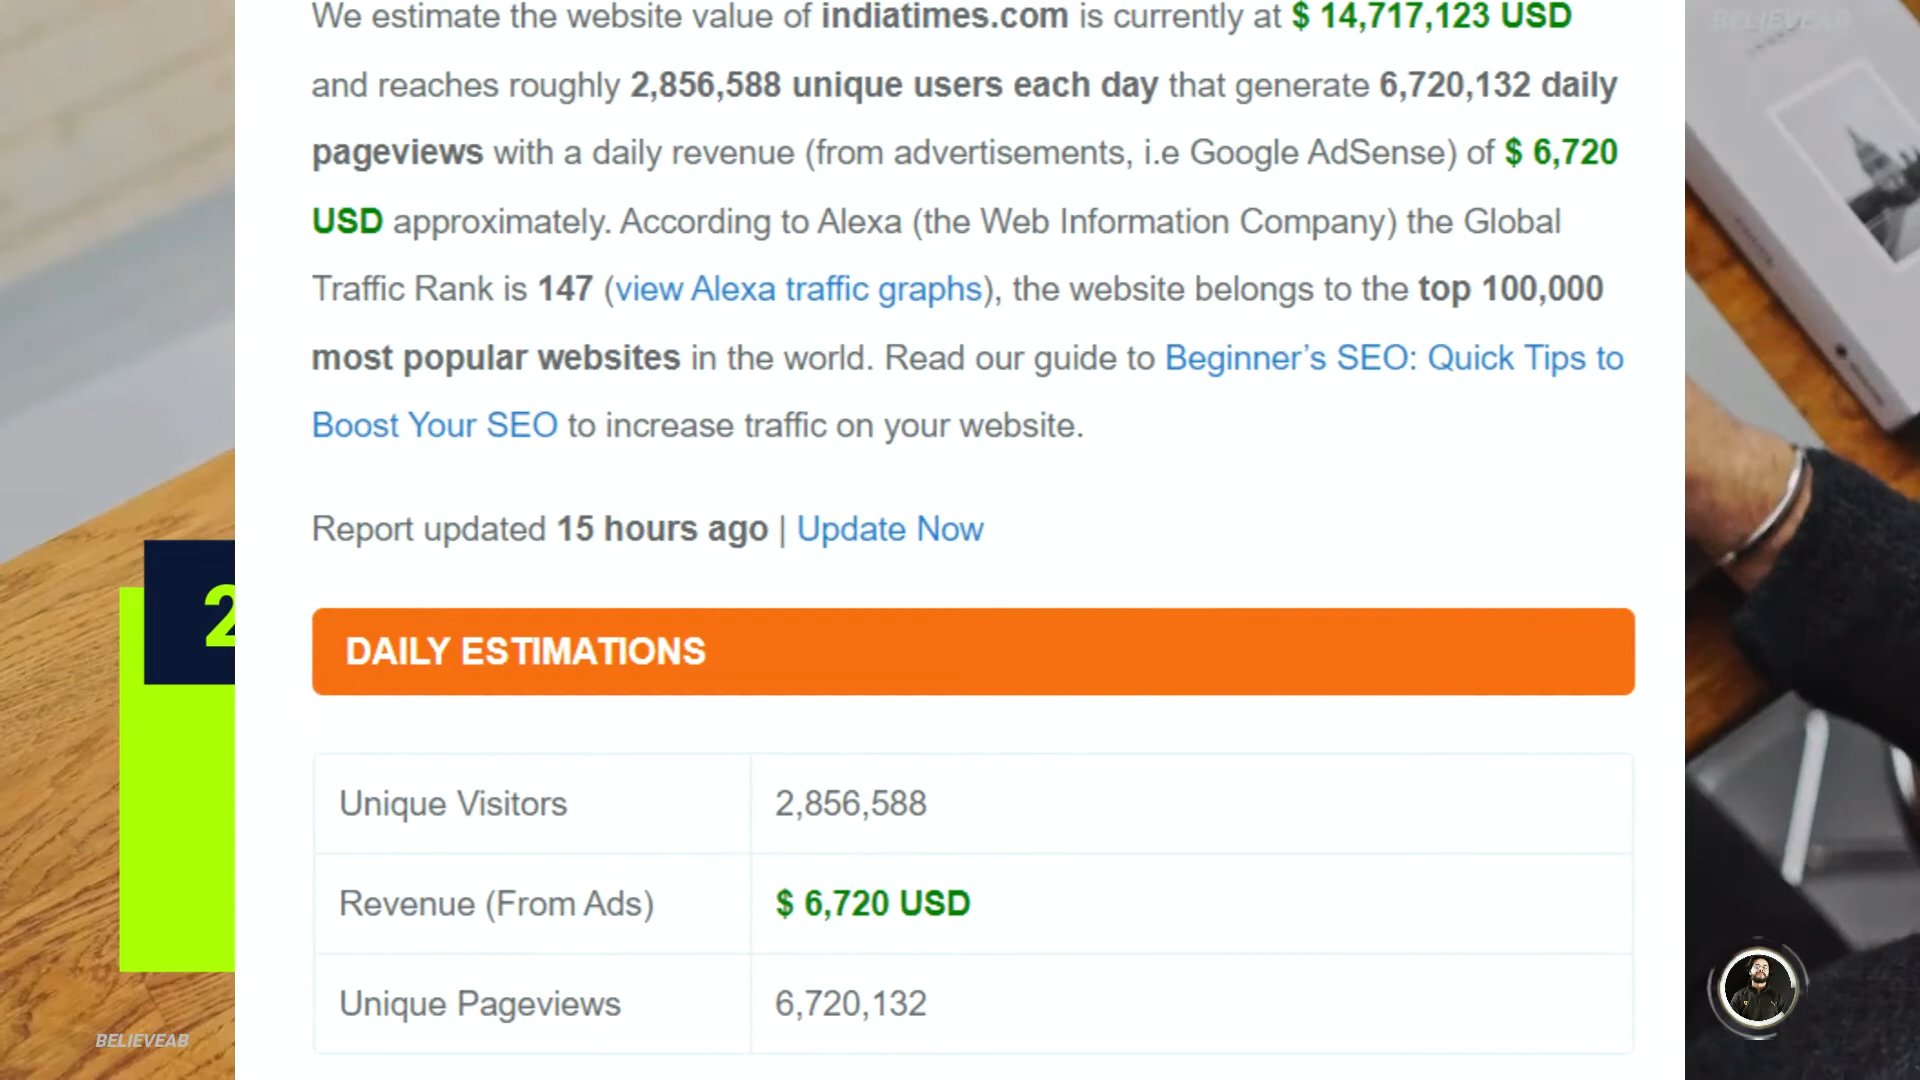 We estimate the website value of indiatimes.com is currently at $ 14,717,123 USD
and reaches roughly 2,856,588 unique users each day that generate 6,720,132 daily
pageviews with a daily revenue (from advertisements, i.e Google AdSense) of $ 6,720
USD approximately. According to Alexa (the Web Information Company) the Global
Traffic Rank is 147 (view Alexa traffic graphs), the website belongs to the top 100,000
most popular websites in the world. Read our guide to Beginner’s SEO: Quick Tips to
Boost Your SEO to increase traffic on your website.
Report updated 15 hours ago | Update Now
DAILY ESTIMATIONS
Unique Visitors 2,856,588
Revenue (From Ads) $ 6,720 USD
Unique Pageviews 6,720,132
2
BELIEVEAB
BELIEVEAB